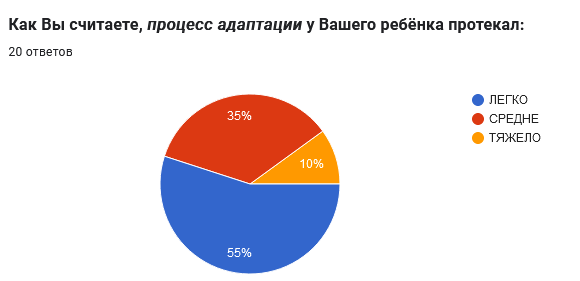 Как Вы считаете, процесс адаптации у Вашего ребёнка протекал:
20 ответов
ЛЕГКО
СРЕДНЕ
ТЯЖЕЛО
35%
10%
55%